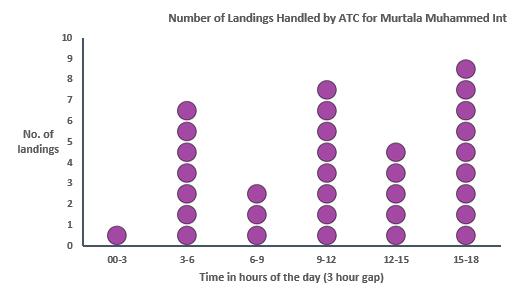 Number of Landings Handled by ATC for Murtala Muhammed Int
10
9
8
7
6
5
4
3
2
1
0
No. of
landings
00-3 3-6 6-9 9-12 12-15 15-18
Time in hours of the day (3 hour gap)